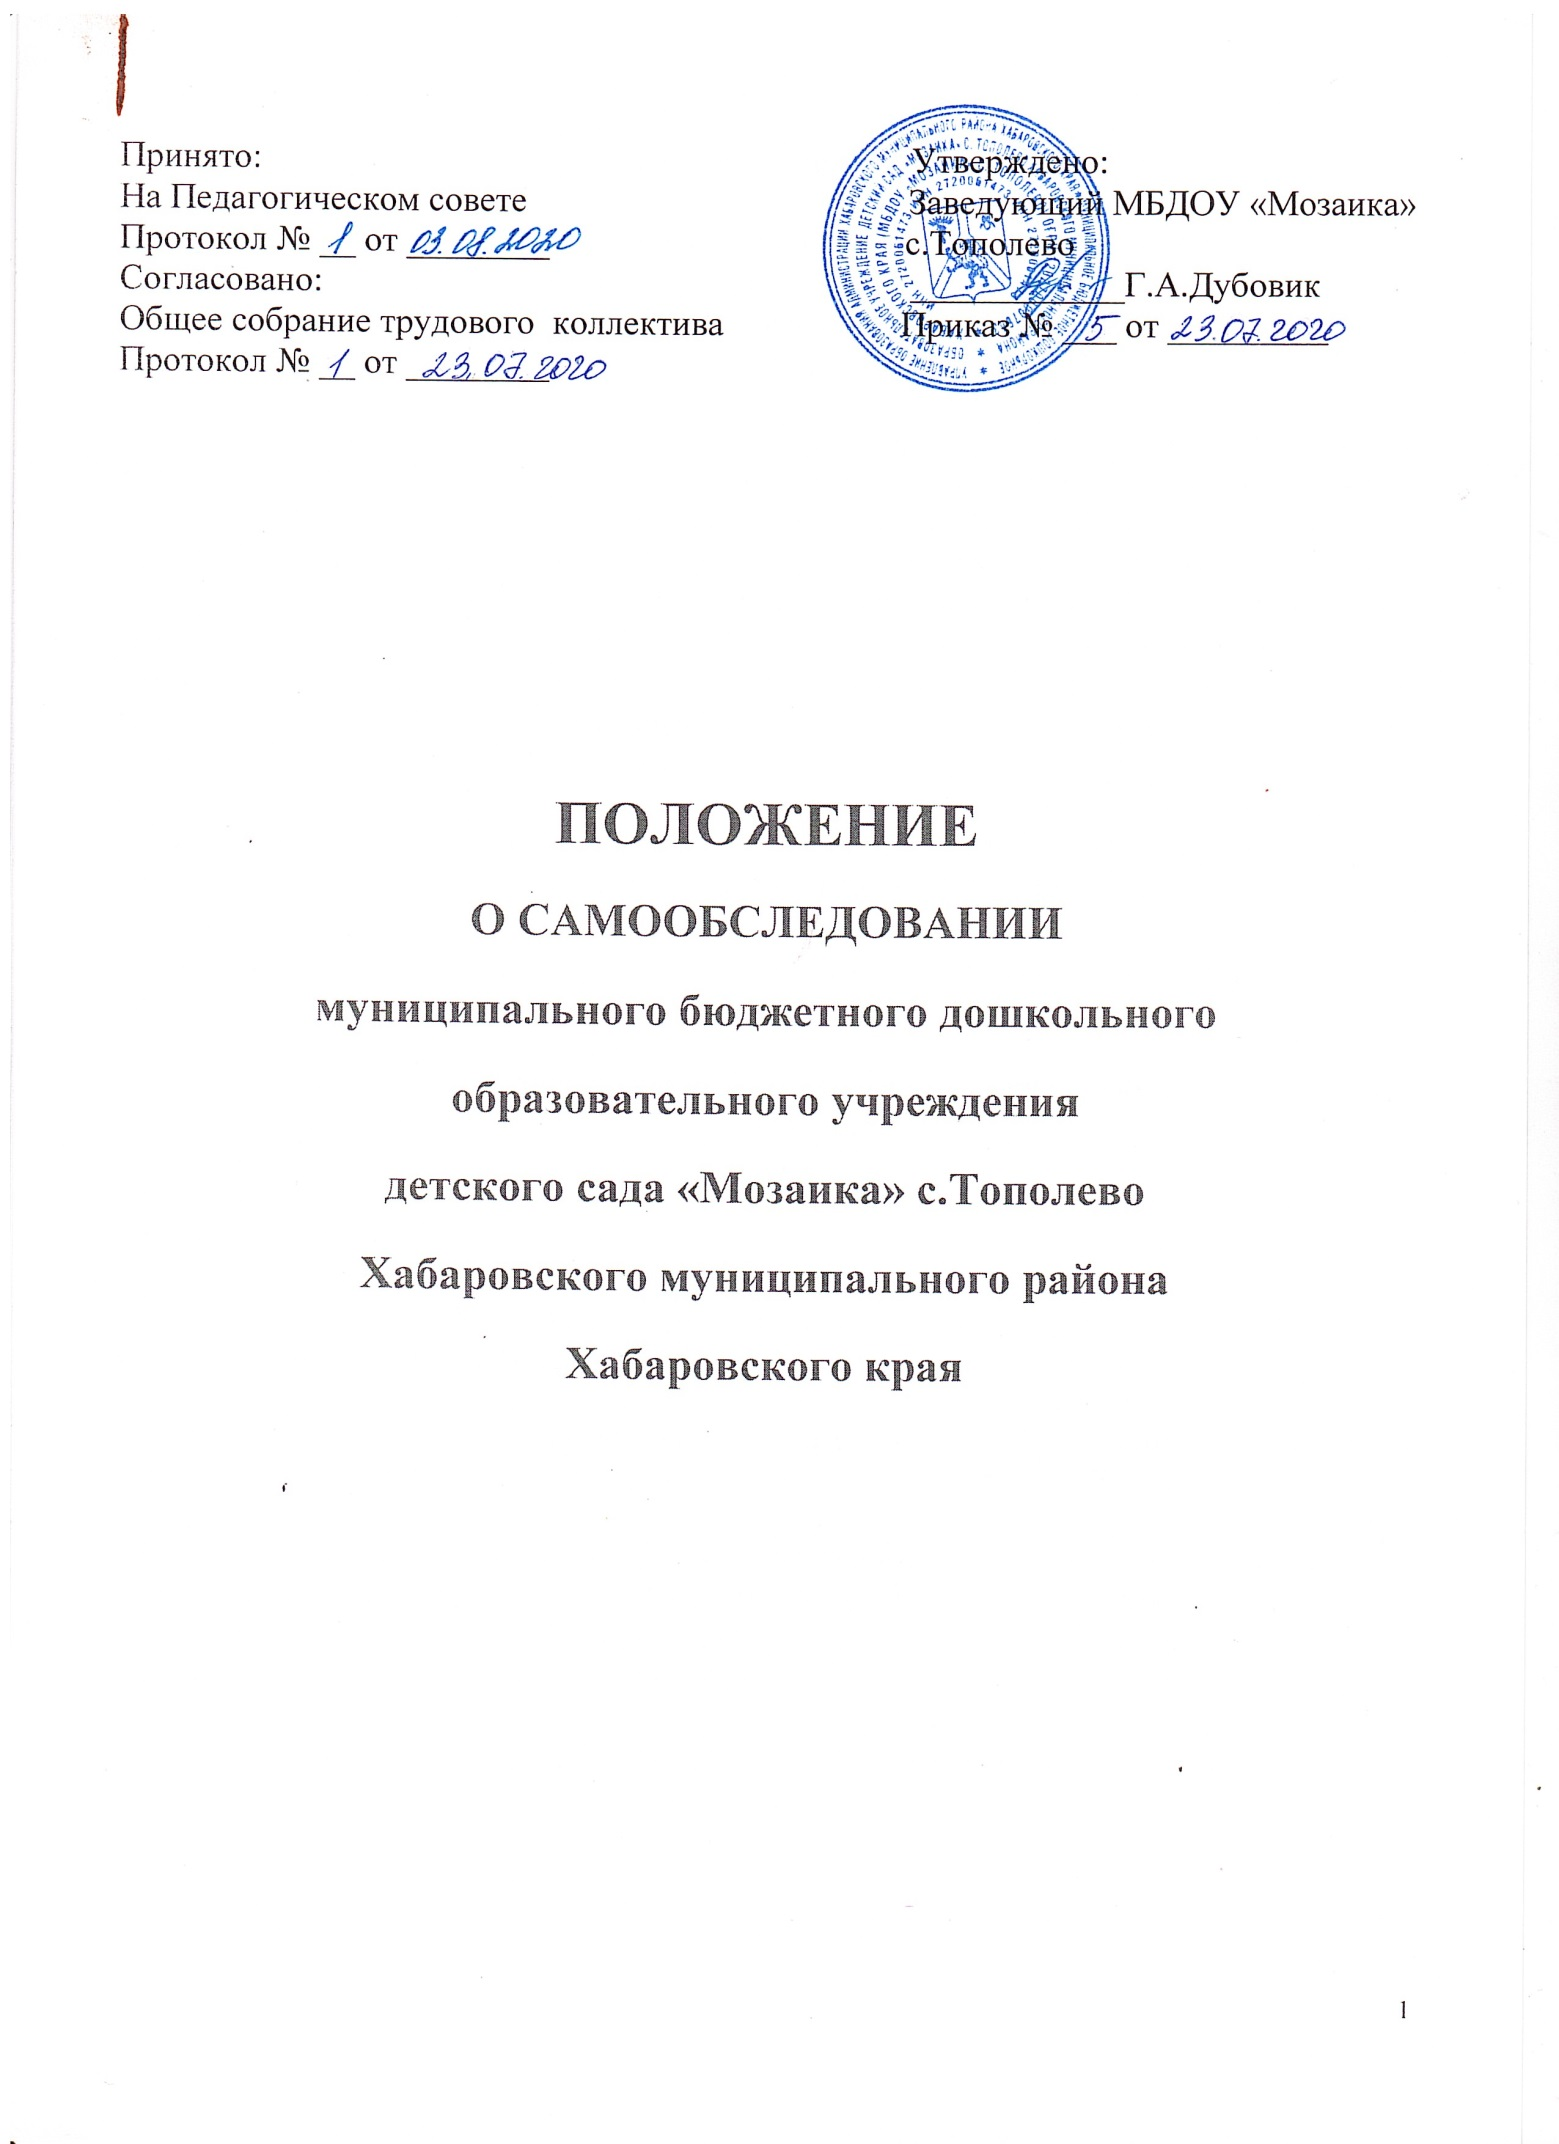 Принято:
На Педагогическом совете
Протокол № 1 от 03.08.2020
Согласовано:
Общее собрание трудового  коллектива
Протокол № 1 от 23.07.2020
Утверждено:
Заведующий МБДОУ «Мозаика»
с.Тополево
Г.А.Дубовик
Приказ № 5 от 23.07.2020
ПОЛОЖЕНИЕ
О САМООБСЛЕДОВАНИИ
муниципального бюджетного дошкольного
образовательного учреждения
детского сада «Мозаика» с.Тополево
Хабаровского муниципального района
Хабаровского края
1